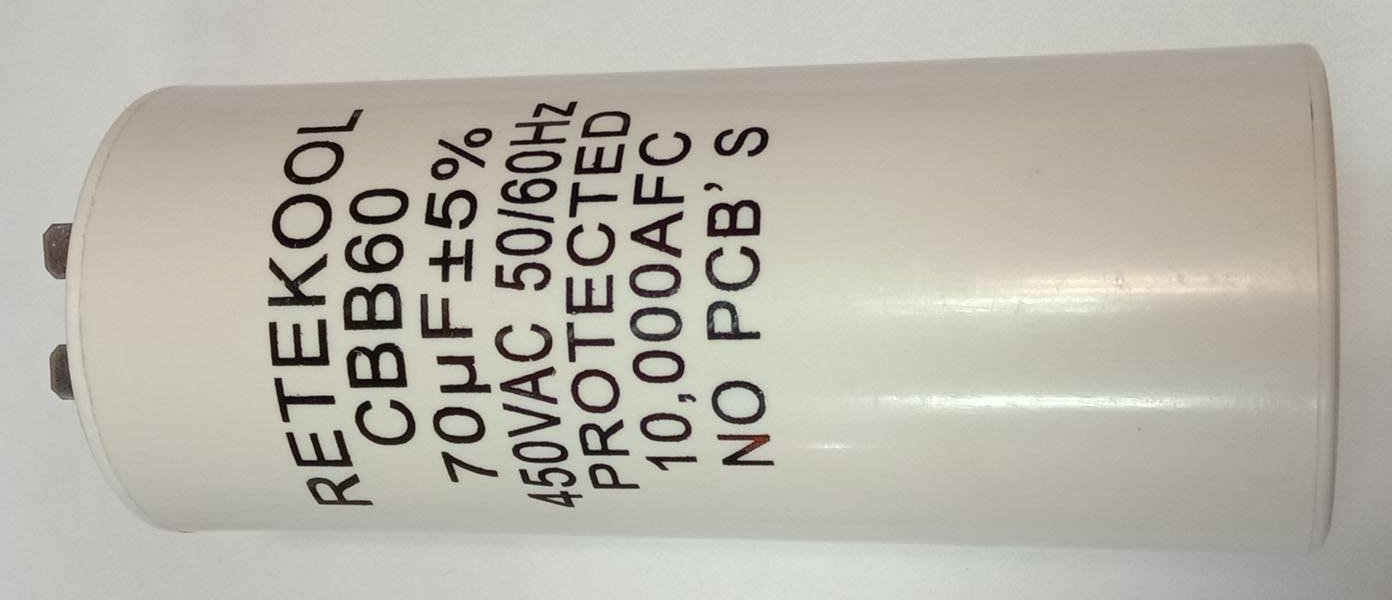 RETEKOOL
CBB60
70µF±5%
450VAC 50/60Hz
PROTECTED
10,000AFC
NO PCB'S